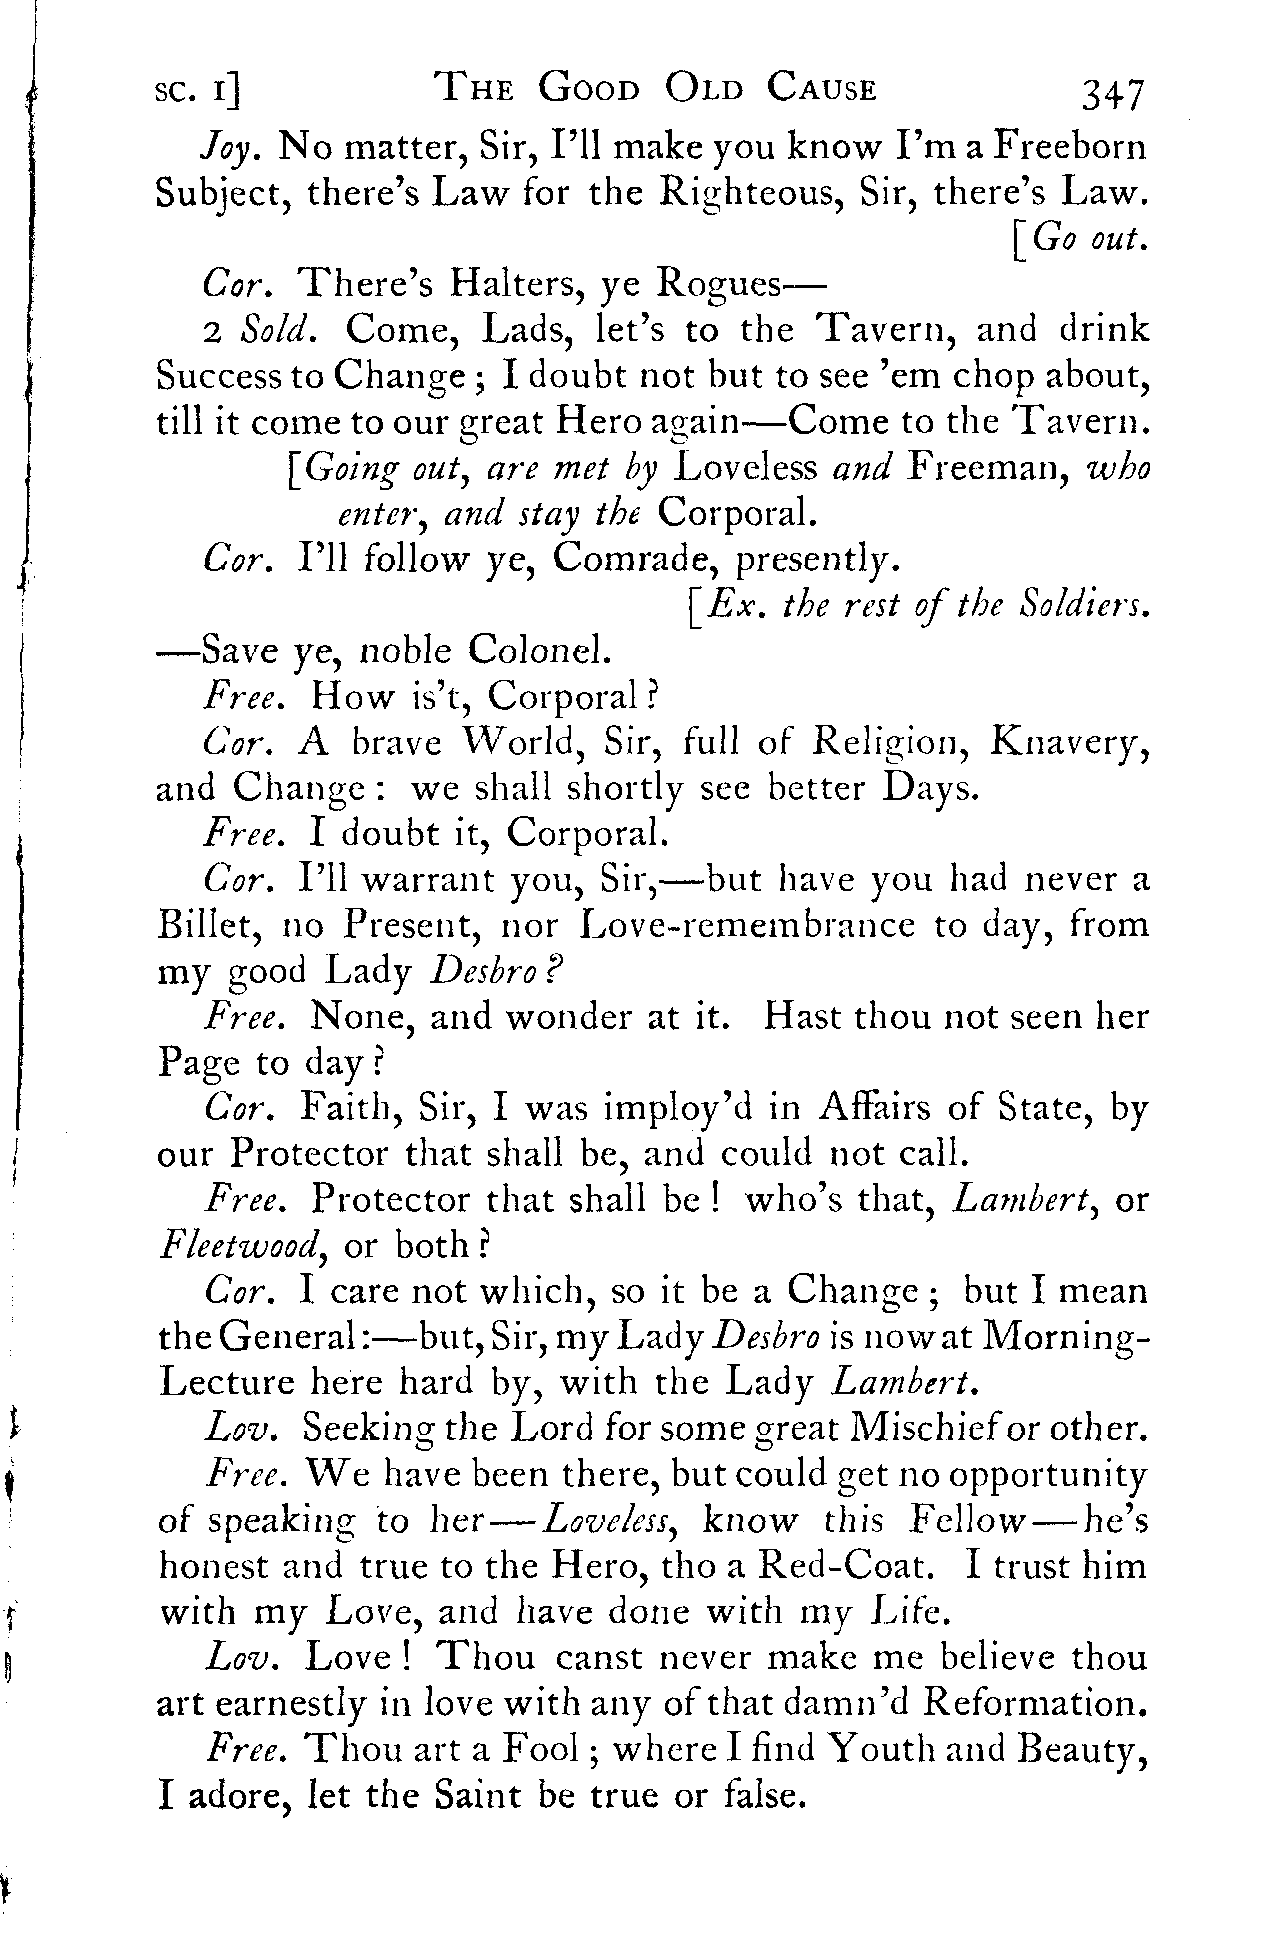 sc. I] The Good Old Cause 347
Joy. No matter, Sir, I'll make you know I'm a Freeborn
Subject, there's Law for the Righteous, Sir, there's Law.
[Go out.
Cor. There's Halters, ye Rogues—
2 Sold. Come, Lads, let's to the Tavern, and drink
Success to Change; I doubt not but to see 'em chop about,
till it come to our great Hero again—Come to the Tavern.
[Going out, are met by Loveless and Freeman, who
enter, and stay the Corporal.
Cor. I'll follow ye, Comrade, presently.
[Ex. the rest of the Soldiers.
—Save ye, noble Colonel.
Free. How is't, Corporal?
Cor. A brave World, Sir, full of Religion, Knavery,
and Change: we shall shortly see better Days.
Free. I doubt it, Corporal.
Cor. I'll warrant you, Sir,—but have you had never a
Billet, no Present, nor Love-remembrance to day, from
my good Lady Desbro?
Free. None, and wonder at it. Hast thou not seen her
Page to day?
Cor. Faith, Sir, I was imploy'd in Affairs of State, by
our Protector that shall be, and could not call.
Free. Protector that shall be! who's that, Lambert, or
Fleetwood, or both?
Cor. I care not which, so it be a Change; but I mean
the General:—but, Sir, my Lady Desbro is now at Morning-
Lecture here hard by, with the Lady Lambert.
Lov. Seeking the Lord for some great Mischief or other.
Free. We have been there, but could get no opportunity
of speaking to her—Loveless, know this Fellow—he's
honest and true to the Hero, tho a Red-Coat. I trust him
with my Love, and have done with my Life.
Lov. Love! Thou canst never make me believe thou
art earnestly in love with any of that damn'd Reformation.
Free. Thou art a Fool; where I find Youth and Beauty,
I adore, let the Saint be true or false.